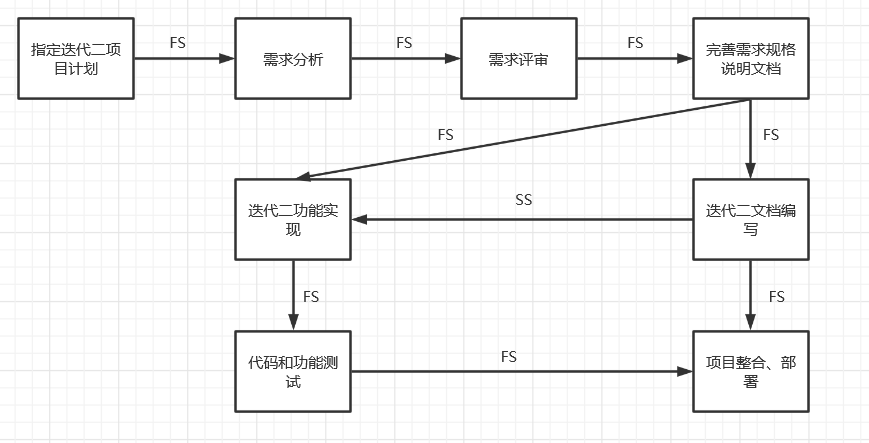 指定迭代二项
目计划
FS
需求分析
FS
需求评审
FS
完善需求规格
说明文档
FS
FS
迭代二功能实
现
SS
迭代二文档编
写
FS
FS
代码和功能测
试
FS
项目整合、部
署